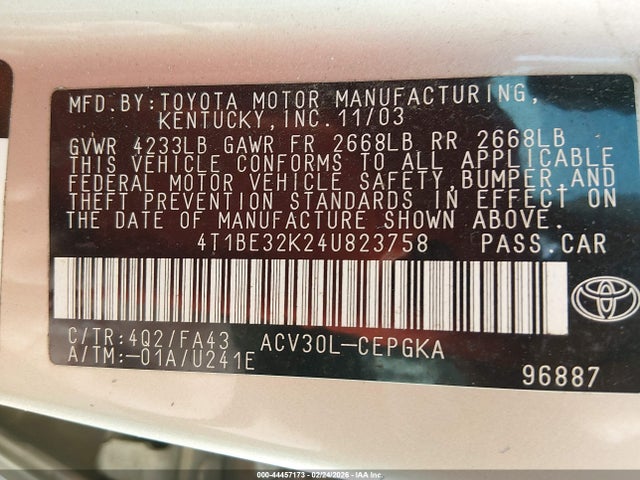 MFD.BY:TOYOTA MOTOR MANUFACTURING,
KENTUCKY,INC.11/03
GVWR 4233LB GAWR FR 2668LB RR 2668LB
THIS VEHICLE CONFORMS TO ALL APPLICABLE
FEDERAL MOTOR VEHICLE SAFETY,BUMPER,AND
THEFT PREVENTION STANDARDS IN EFFECT ON
THE DATE OF MANUFACTURE SHOWN ABOVE.
4T1BE32K24U823758 PASS.CAR
C/TR:4Q2/FA43 ACV30L-CEPGKA
A/TM:-01A/U241E
96887
000-44457173 - 02/24/2026 - IAA Inc.